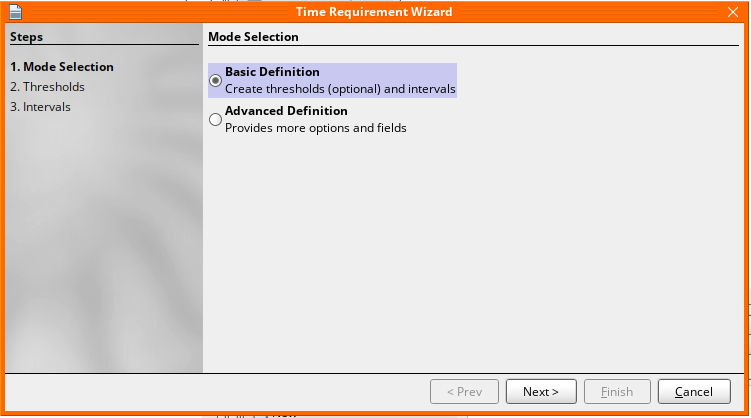 Time Requirement Wizard
Steps
1. Mode Selection
2. Thresholds
3. Intervals
Mode Selection
Basic Definition
Create thresholds (optional) and intervals
Advanced Definition
Provides more options and fields
< Prev
Next >
Finish
Cancel